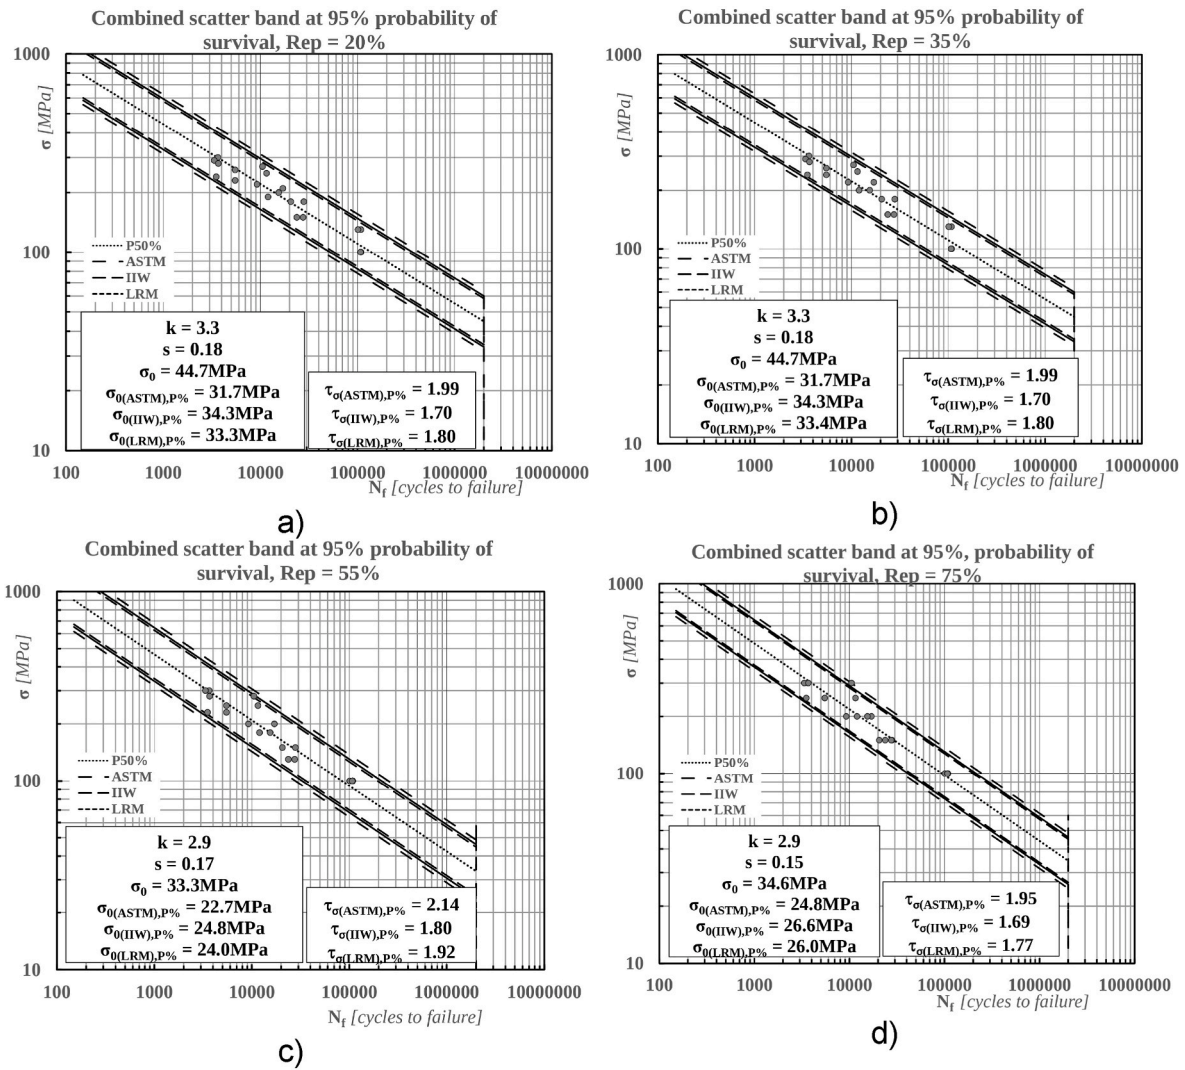 Combined scatter band at 95% probability of
survival, Rep = 20%
1000
100
10
σ [MPa]
P50%
ASTM
IIW
LRM
k = 3.3
s = 0.18
σ0 = 44.7MPa
σ0(ASTM),P% = 31.7MPa
σ0(IIW),P% = 34.3MPa
σ0(LRM),P% = 33.3MPa
τσ(ASTM),P% = 1.99
τσ(IIW),P% = 1.70
τσ(LRM),P% = 1.80
100 1000 10000 100000 1000000 10000000
Nf [cycles to failure]
a)
Combined scatter band at 95% probability of
survival, Rep = 35%
1000
100
10
σ [MPa]
P50%
ASTM
IIW
LRM
k = 3.3
s = 0.18
σ0 = 44.7MPa
σ0(ASTM),P% = 31.7MPa
σ0(IIW),P% = 34.3MPa
σ0(LRM),P% = 33.4MPa
τσ(ASTM),P% = 1.99
τσ(IIW),P% = 1.70
τσ(LRM),P% = 1.80
100 1000 10000 100000 1000000 10000000
Nf [cycles to failure]
b)
Combined scatter band at 95% probability of
survival, Rep = 55%
1000
100
10
σ [MPa]
P50%
ASTM
IIW
LRM
k = 2.9
s = 0.17
σ0 = 33.3MPa
σ0(ASTM),P% = 22.7MPa
σ0(IIW),P% = 24.8MPa
σ0(LRM),P% = 24.0MPa
τσ(ASTM),P% = 2.14
τσ(IIW),P% = 1.80
τσ(LRM),P% = 1.92
100 1000 10000 100000 1000000 10000000
Nf [cycles to failure]
c)
Combined scatter band at 95%, probability of
survival, Rep = 75%
1000
100
10
σ [MPa]
P50%
ASTM
IIW
LRM
k = 2.9
s = 0.15
σ0 = 34.6MPa
σ0(ASTM),P% = 24.8MPa
σ0(IIW),P% = 26.6MPa
σ0(LRM),P% = 26.0MPa
τσ(ASTM),P% = 1.95
τσ(IIW),P% = 1.69
τσ(LRM),P% = 1.77
100 1000 10000 100000 1000000 10000000
Nf [cycles to failure]
d)